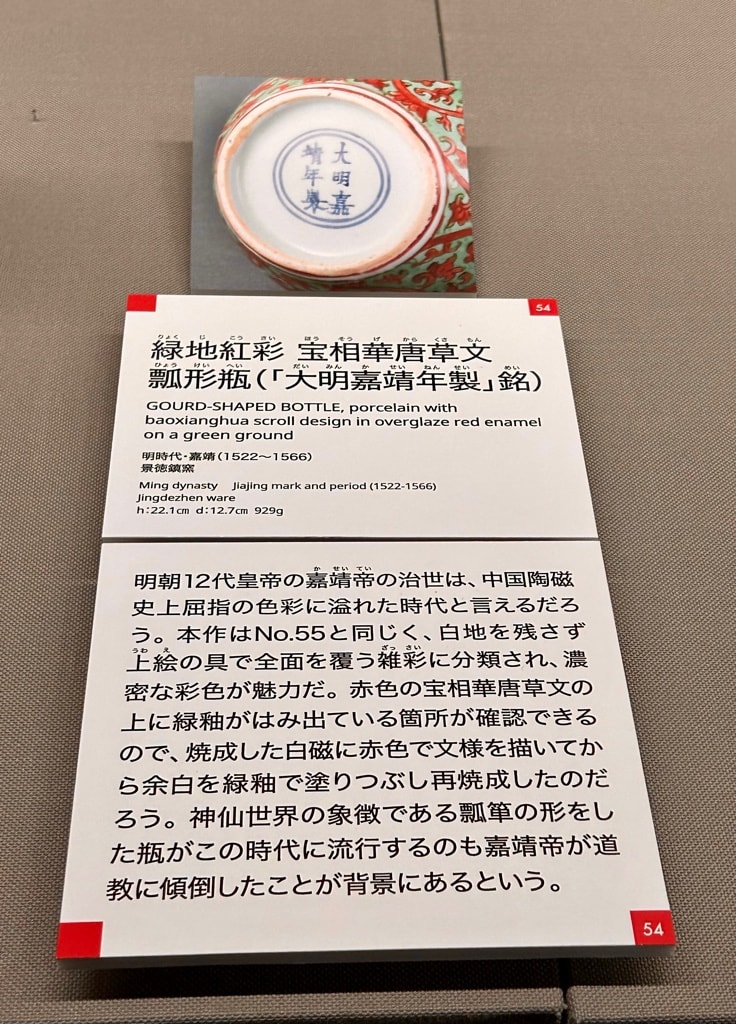 大明嘉
靖年製
54
緑地紅彩 宝相華唐草文
瓢形瓶(「大明嘉靖年製」銘)
GOURD-SHAPED BOTTLE, porcelain with
baoxianghua scroll design in overglaze red enamel
on a green ground
明時代・嘉靖(1522～1566)
景徳鎮窯
Ming dynasty Jiajing mark and period (1522-1566)
Jingdezhen ware
h:22.1cm d:12.7cm 929g
明朝12代皇帝の嘉靖帝の治世は、中国陶磁
史上屈指の色彩に溢れた時代と言えるだろ
う。本作はNo.55と同じく、白地を残さず
上絵の具で全面を覆う雑彩に分類され、濃
密な彩色が魅力だ。赤色の宝相華唐草文の
上に緑釉がはみ出ている箇所が確認できる
ので、焼成した白磁に赤色で文様を描いてか
ら余白を緑釉で塗りつぶし再焼成したのだ
ろう。神仙世界の象徴である瓢箪の形をし
た瓶がこの時代に流行するのも嘉靖帝が道
教に傾倒したことが背景にあるという。
54